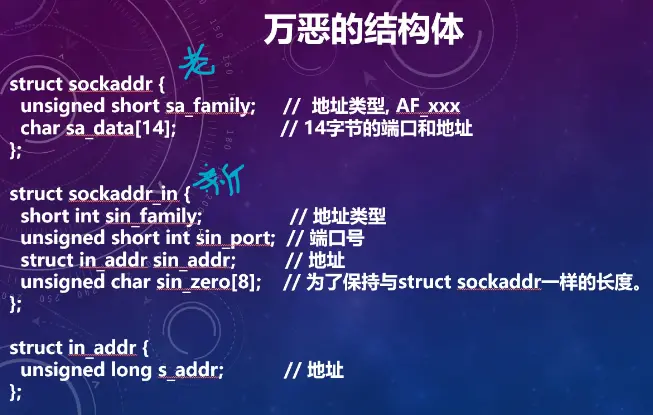 万恶的结构体
老
struct sockaddr {
unsigned short sa_family; // 地址类型, AF_xxx
char sa_data[14]; // 14字节的端口和地址
};
新
struct sockaddr_in {
short int sin_family; // 地址类型
unsigned short int sin_port; // 端口号
struct in_addr sin_addr; // 地址
unsigned char sin_zero[8]; // 为了保持与struct sockaddr一样的长度。
};
struct in_addr {
unsigned long s_addr; // 地址
};